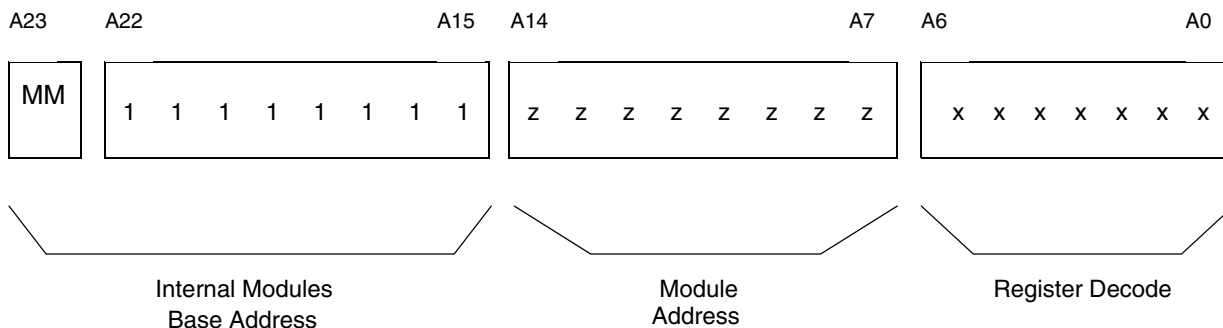 A23 A22 A15 A14 A7 A6 A0
MM 1 1 1 1 1 1 1 1 z z z z z z z z x x x x x x x
Internal Modules Module Register Decode
Base Address Address